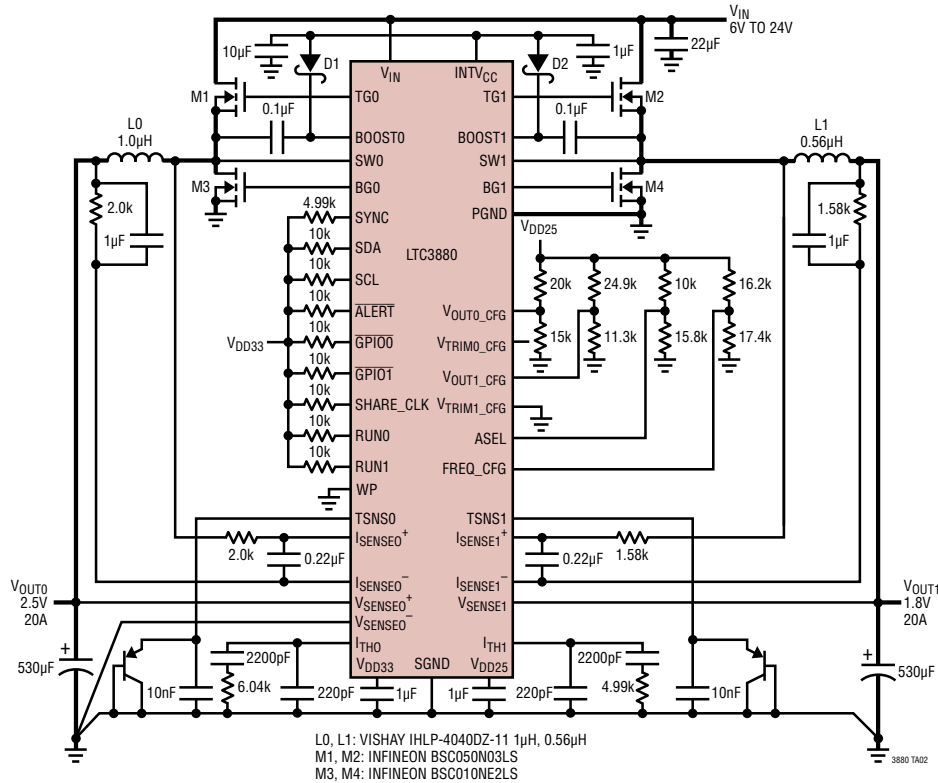 VIN
6V TO 24V
22µF
10µF
D1
VIN
INTVCC
D2
1µF
M1
TG0
TG1
M2
0.1µF
0.1µF
L0
1.0µH
BOOST0
BOOST1
L1
0.56µH
SW0
SW1
M3
BG0
BG1
M4
2.0k
1µF
4.99k
SYNC
PGND
1.58k
1µF
LTC3880
VDD25
10k
SDA
10k
SCL
10k
ALERT
10k
GPIO0
VDD33
10k
GPIO1
10k
SHARE_CLK
10k
RUN0
10k
RUN1
WP
20k
24.9k
10k
16.2k
VOUT0_CFG
15k
11.3k
15.8k
17.4k
VTRIM0_CFG
VOUT1_CFG
VTRIM1_CFG
ASEL
FREQ_CFG
TSNS0
TSNS1
2.0k
ISENSE0+
ISENSE1+
1.58k
0.22µF
0.22µF
ISENSE0−
ISENSE1−
VOUT0
2.5V
20A
VSENSE0+
VSENSE1
VOUT1
1.8V
20A
VSENSE0−
ITH0
ITH1
2200pF
2200pF
VDD33
SGND
VDD25
530µF
10nF
6.04k
220pF
1µF
1µF
220pF
4.99k
10nF
530µF
L0, L1: VISHAY IHLP-4040DZ-11 1µH, 0.56µH
M1, M2: INFINEON BSC050N03LS
M3, M4: INFINEON BSC010NE2LS
3880 TA02